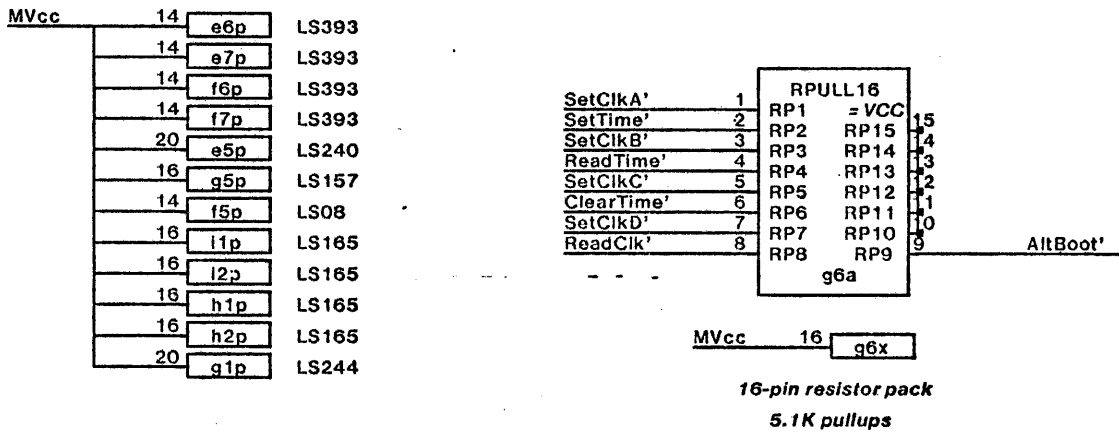 MVcc 14 e6p LS393
14 e7p LS393
14 f6p LS393
14 f7p LS393
20 e5p LS240
16 g5p LS157
14 f5p LS08
16 i1p LS165
16 i2p LS165
16 h1p LS165
16 h2p LS165
20 g1p LS244
RPULL16
SetClkA' 1 RP1 = VCC
SetTime' 2 RP2 RP15 15
SetClkB' 3 RP3 RP14 14
ReadTime' 4 RP4 RP13 13
SetClkC' 5 RP5 RP12 12
ClearTime' 6 RP6 RP11 11
SetClkD' 7 RP7 RP10 10
ReadClk' 8 RP8 RP9 9 AltBoot'
g6a
MVcc 16 g6x
16-pin resistor pack
5.1K pullups